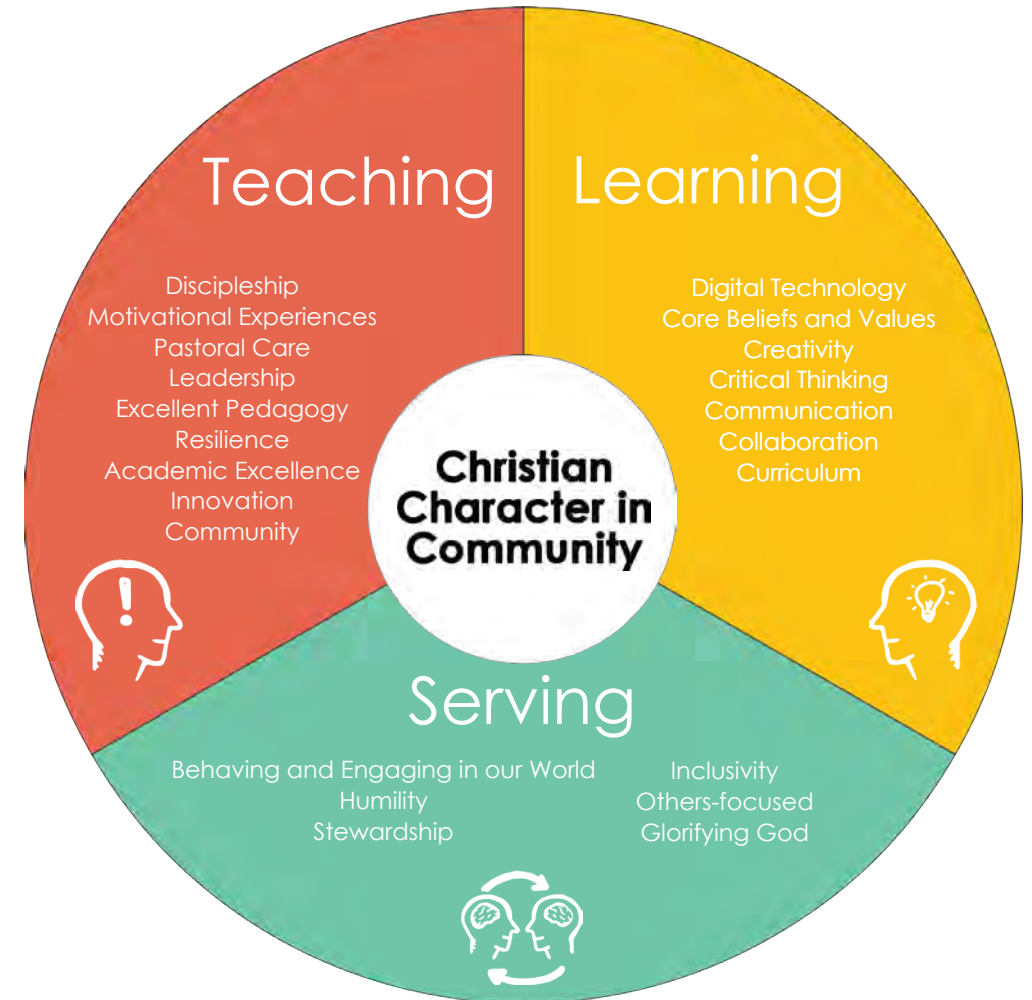 Teaching
Discipleship
Motivational Experiences
Pastoral Care
Leadership
Excellent Pedagogy
Resilience
Academic Excellence
Innovation
Community
Learning
Digital Technology
Core Beliefs and Values
Creativity
Critical Thinking
Communication
Collaboration
Curriculum
Christian
Character in
Community
Serving
Behaving and Engaging in our World
Humility
Stewardship
Inclusivity
Others-focused
Glorifying God